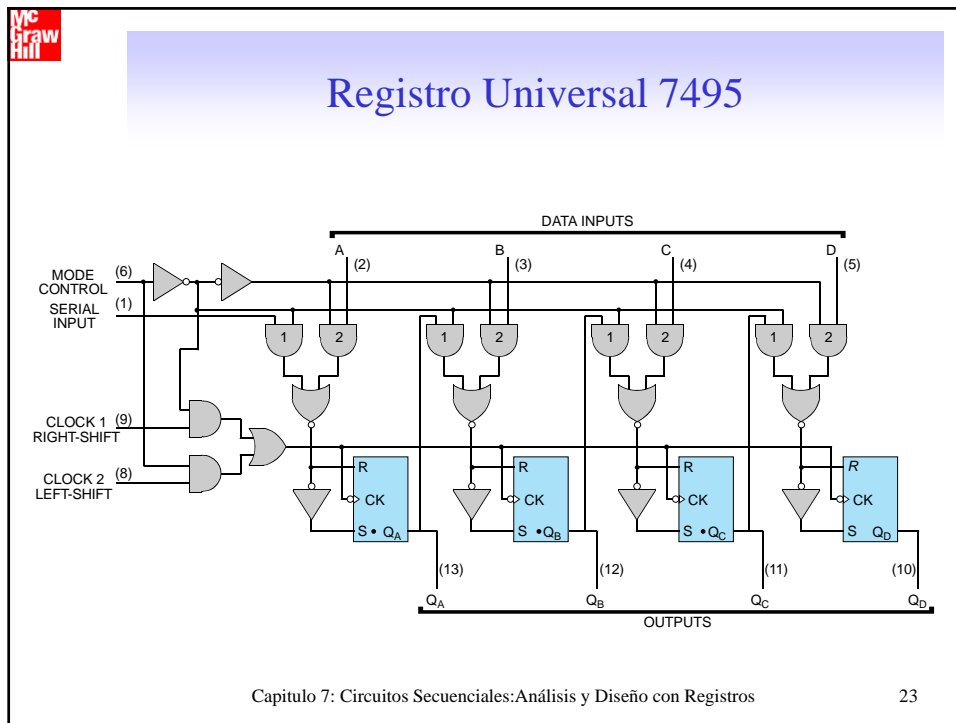 Mc
Graw
Hill
Registro Universal 7495
DATA INPUTS
A
B
C
D
(2)
(3)
(4)
(5)
MODE
CONTROL
(6)
SERIAL
INPUT
(1)
1
2
1
2
1
2
1
2
CLOCK 1
RIGHT-SHIFT
(9)
CLOCK 2
LEFT-SHIFT
(8)
R
CK
S • QA
R
CK
S •QB
R
CK
S •QC
R
CK
S QD
(13)
(12)
(11)
(10)
QA
QB
QC
QD
OUTPUTS
Capitulo 7: Circuitos Secuenciales:Análisis y Diseño con Registros
23